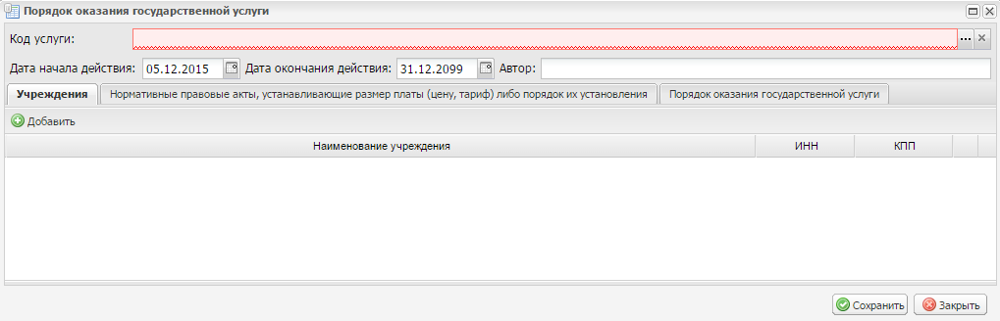 Порядок оказания государственной услуги
Код услуги:
Дата начала действия: 05.12.2015 Дата окончания действия: 31.12.2099 Автор:
Учреждения Нормативные правовые акты, устанавливающие размер платы (цену, тариф) либо порядок их установления Порядок оказания государственной услуги
Добавить
Наименование учреждения ИНН КПП
Сохранить Закрыть